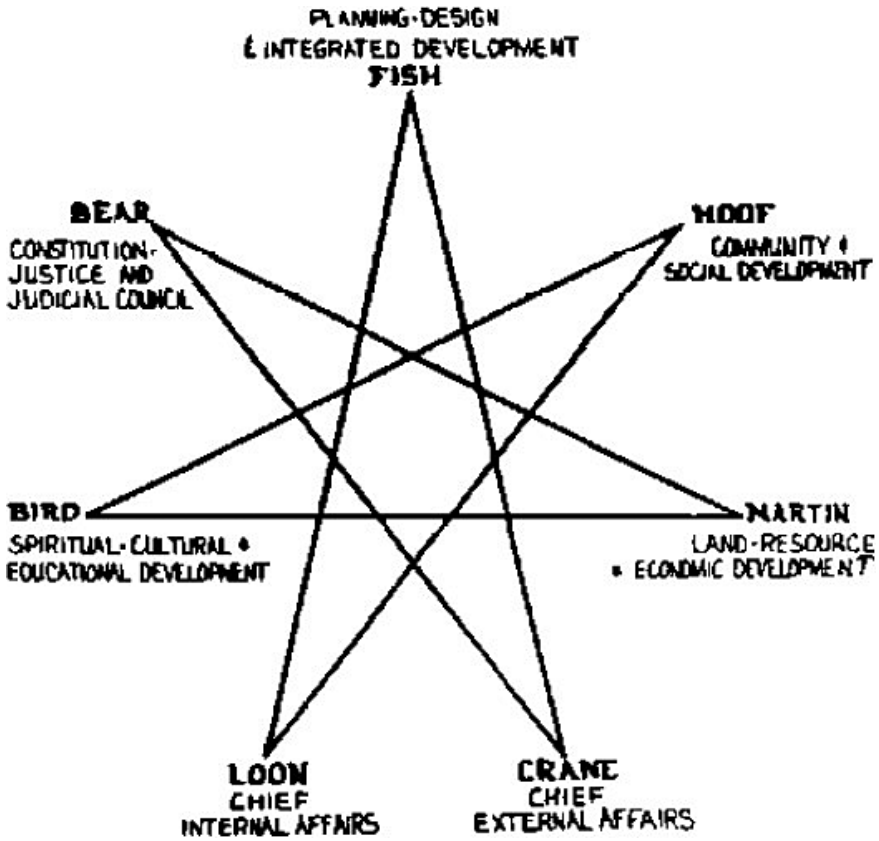 PLANNING-DESIGN
& INTEGRATED DEVELOPMENT
FISH
BEAR
CONSTITUTION-
JUSTICE AND
JUDICIAL COUNCIL
HOOF
COMMUNITY &
SOCIAL DEVELOPMENT
BIRD
SPIRITUAL-CULTURAL &
EDUCATIONAL DEVELOPMENT
MARTIN
LAND-RESOURCE
& ECONOMIC DEVELOPMENT
LOON
CHIEF
INTERNAL AFFAIRS
CRANE
CHIEF
EXTERNAL AFFAIRS